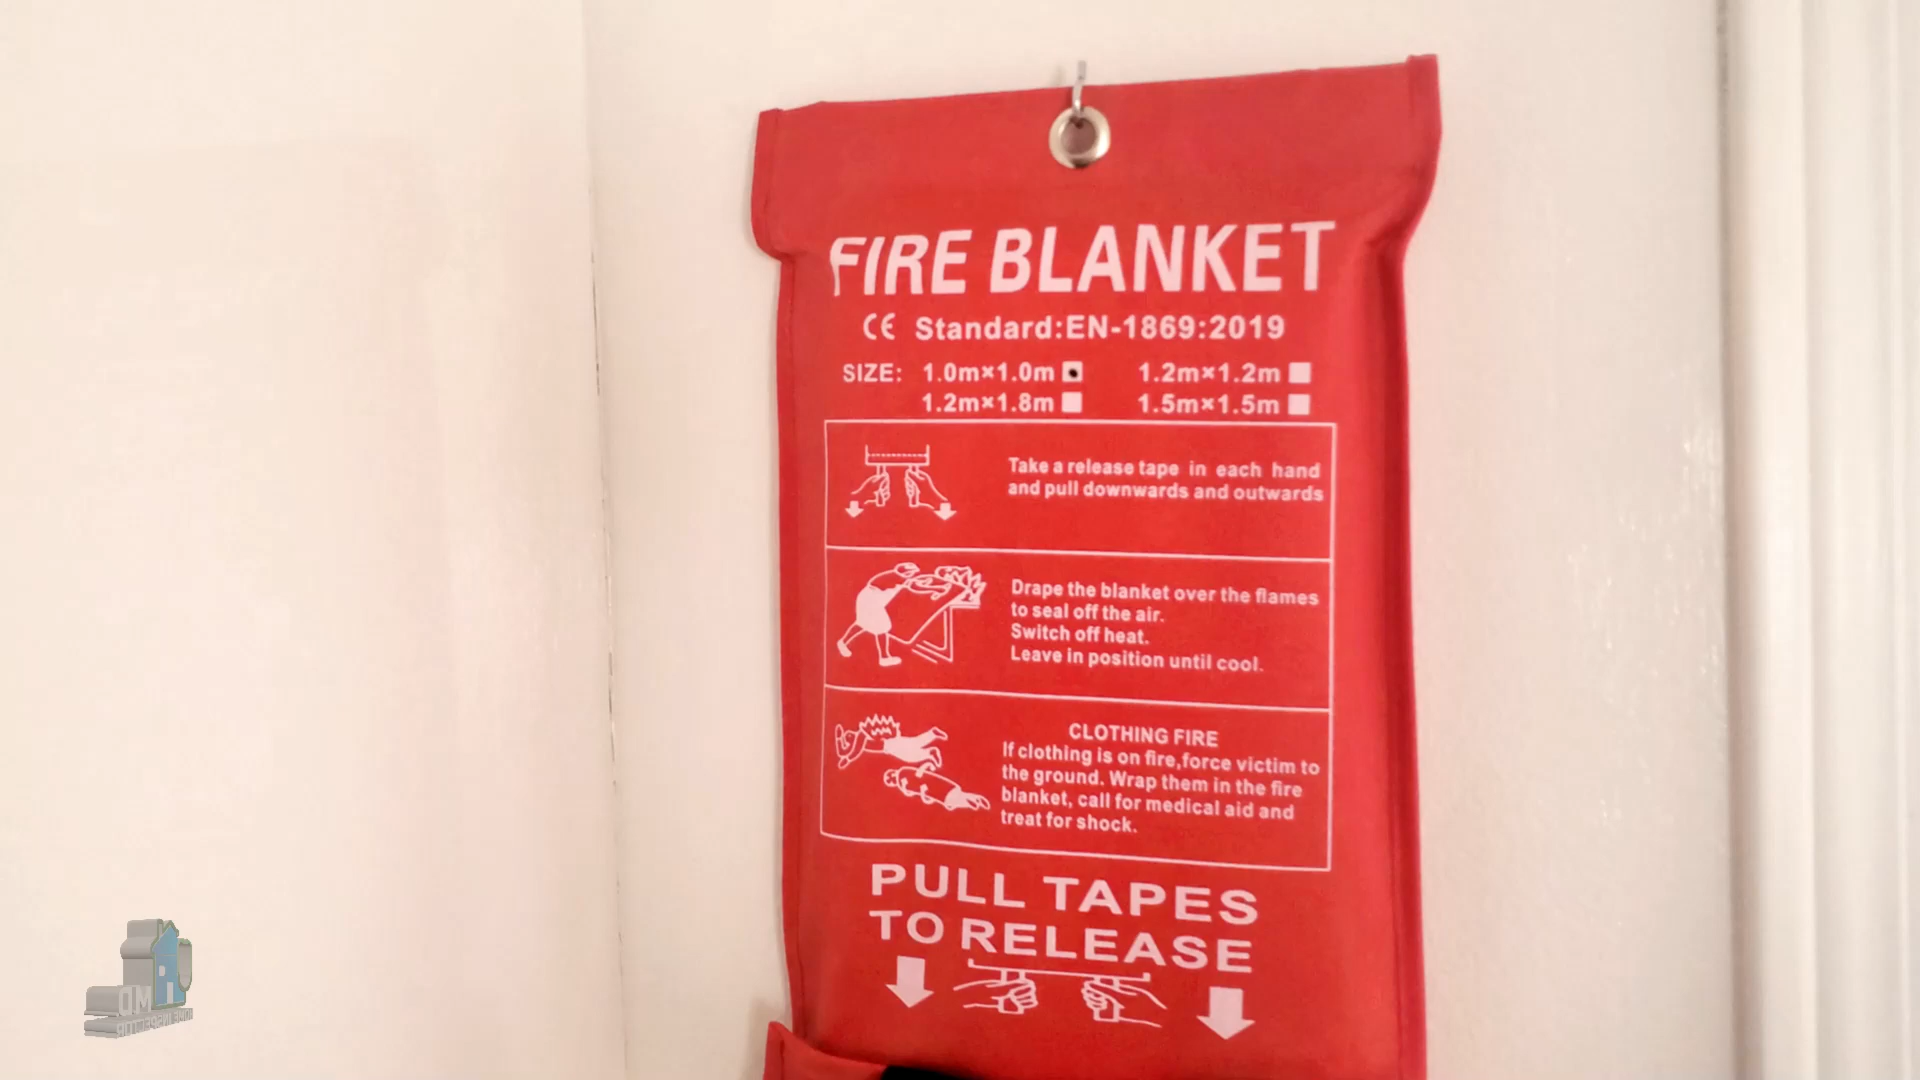 FIRE BLANKET
CE Standard:EN-1869:2019
SIZE: 1.0m×1.0m 1.2m×1.2m
1.2m×1.8m 1.5m×1.5m
Take a release tape in each hand
and pull downwards and outwards
Drape the blanket over the flames
to seal off the air.
Switch off heat.
Leave in position until cool.
CLOTHING FIRE
If clothing is on fire,force victim to
the ground. Wrap them in the fire
blanket, call for medical aid and
treat for shock.
PULL TAPES
TO RELEASE
MD
HOME INSPECTOR